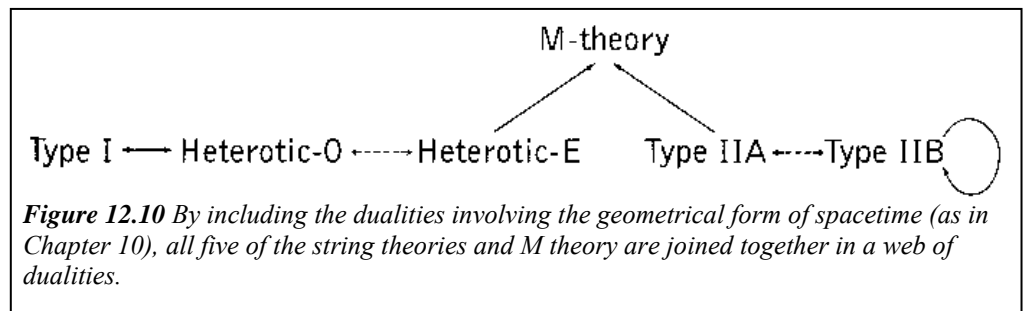 M-theory
Type I Heterotic-O Heterotic-E Type IIA Type IIB
Figure 12.10 By including the dualities involving the geometrical form of spacetime (as in
Chapter 10), all five of the string theories and M theory are joined together in a web of
dualities.